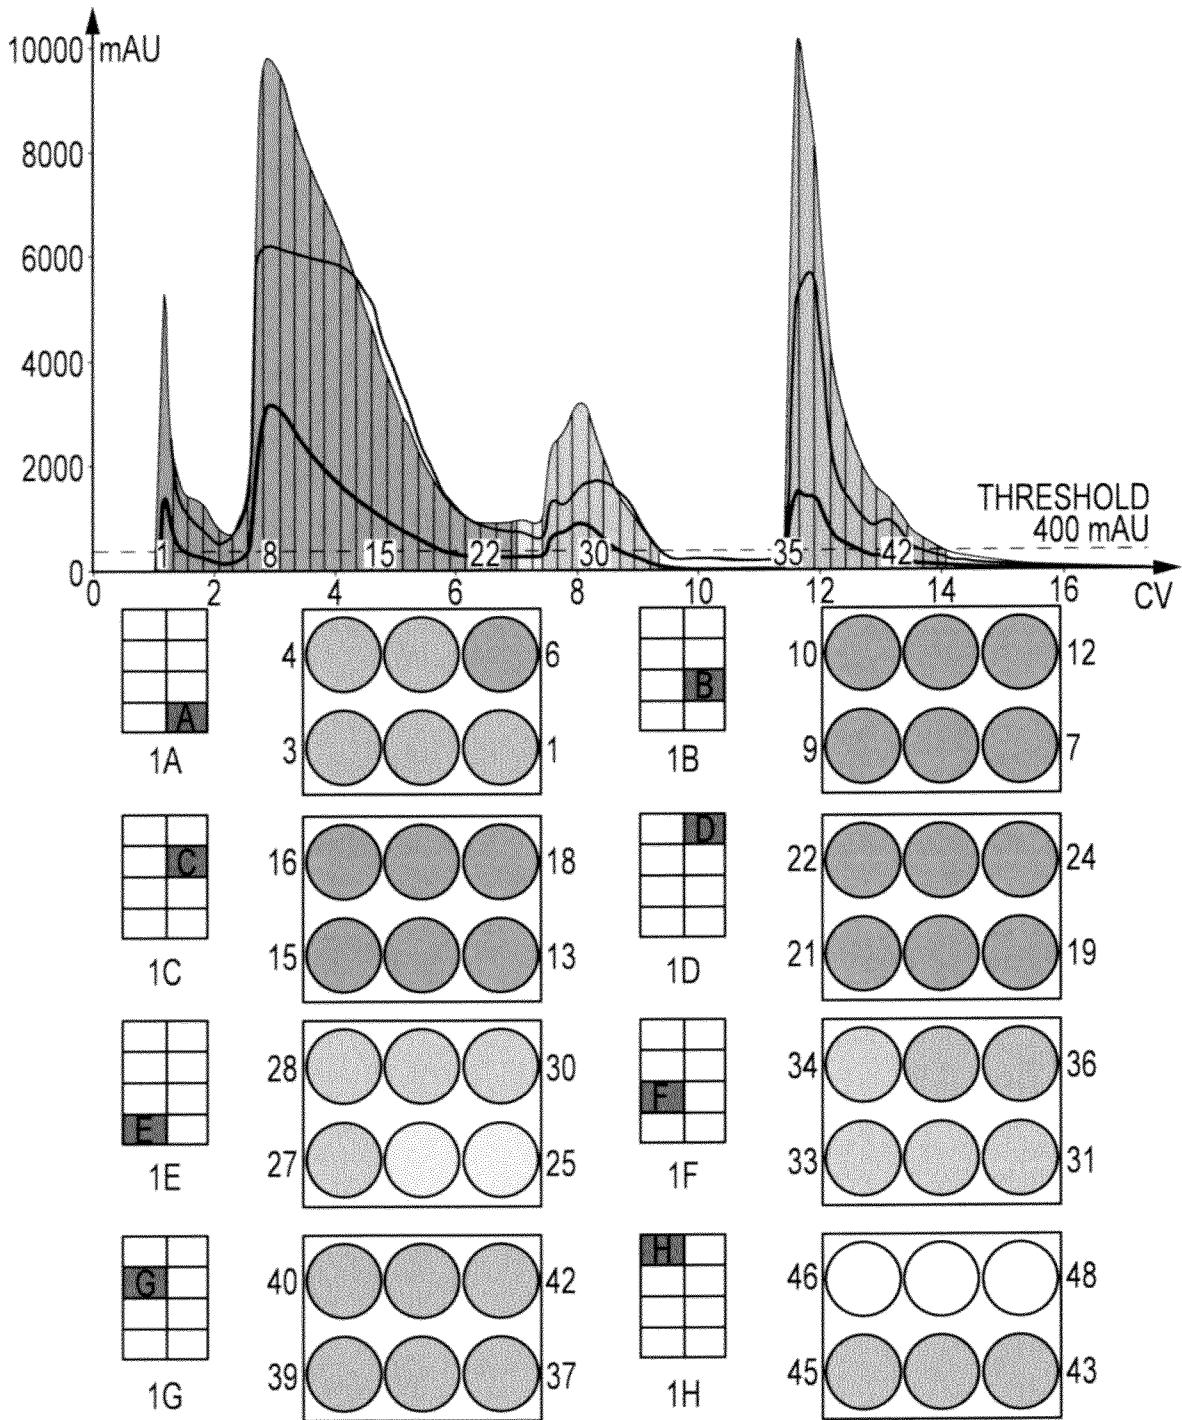 10000 mAU
8000
6000
4000
2000
THRESHOLD
400 mAU
1 8 15 22 30 35 42
0
0 2 4 6 8 10 12 14 16 CV
4 6 10 12
A B
3 1 9 7
1A 1B
C D
16 18 22 24
15 13 21 19
1C 1D
28 30 34 36
E F
27 25 33 31
1E 1F
G H
40 42 46 48
39 37 45 43
1G 1H